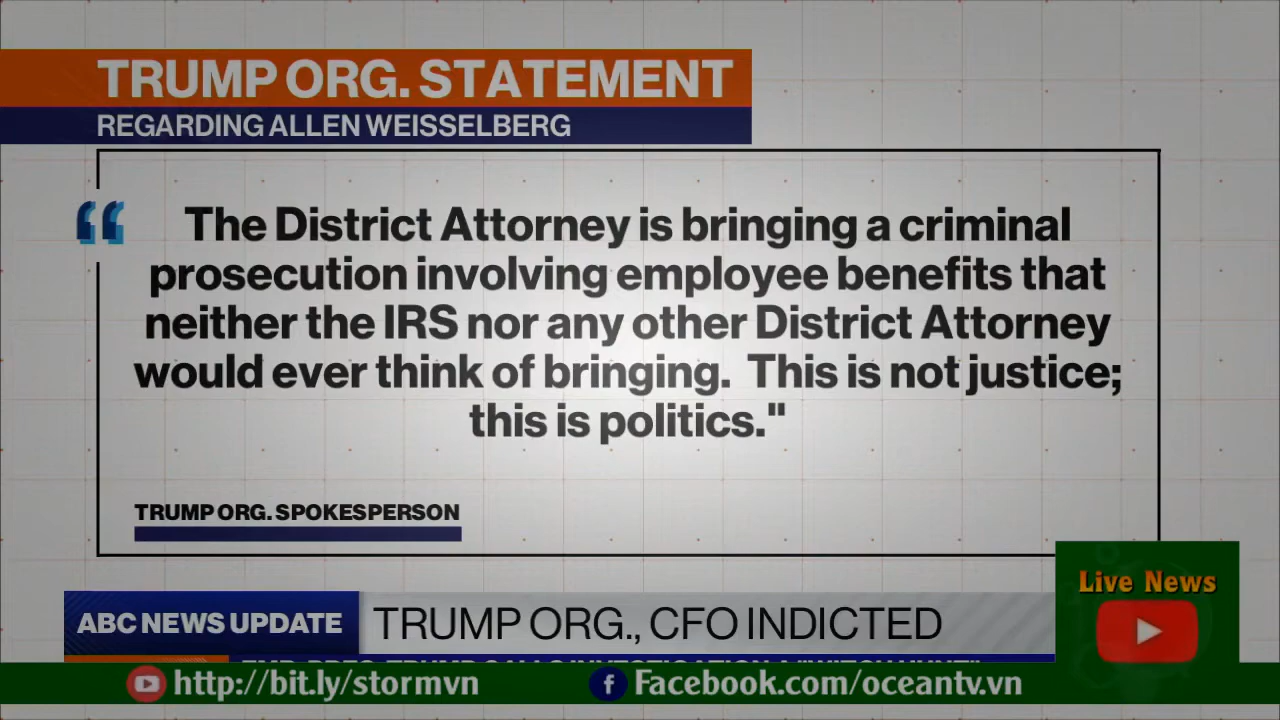 TRUMP ORG. STATEMENT
REGARDING ALLEN WEISSELBERG
“ The District Attorney is bringing a criminal
prosecution involving employee benefits that
neither the IRS nor any other District Attorney
would ever think of bringing.  This is not justice;
this is politics."
TRUMP ORG. SPOKESPERSON
Live News
ABC NEWS UPDATE
TRUMP ORG., CFO INDICTED
http://bit.ly/stormvn
Facebook.com/oceantv.vn